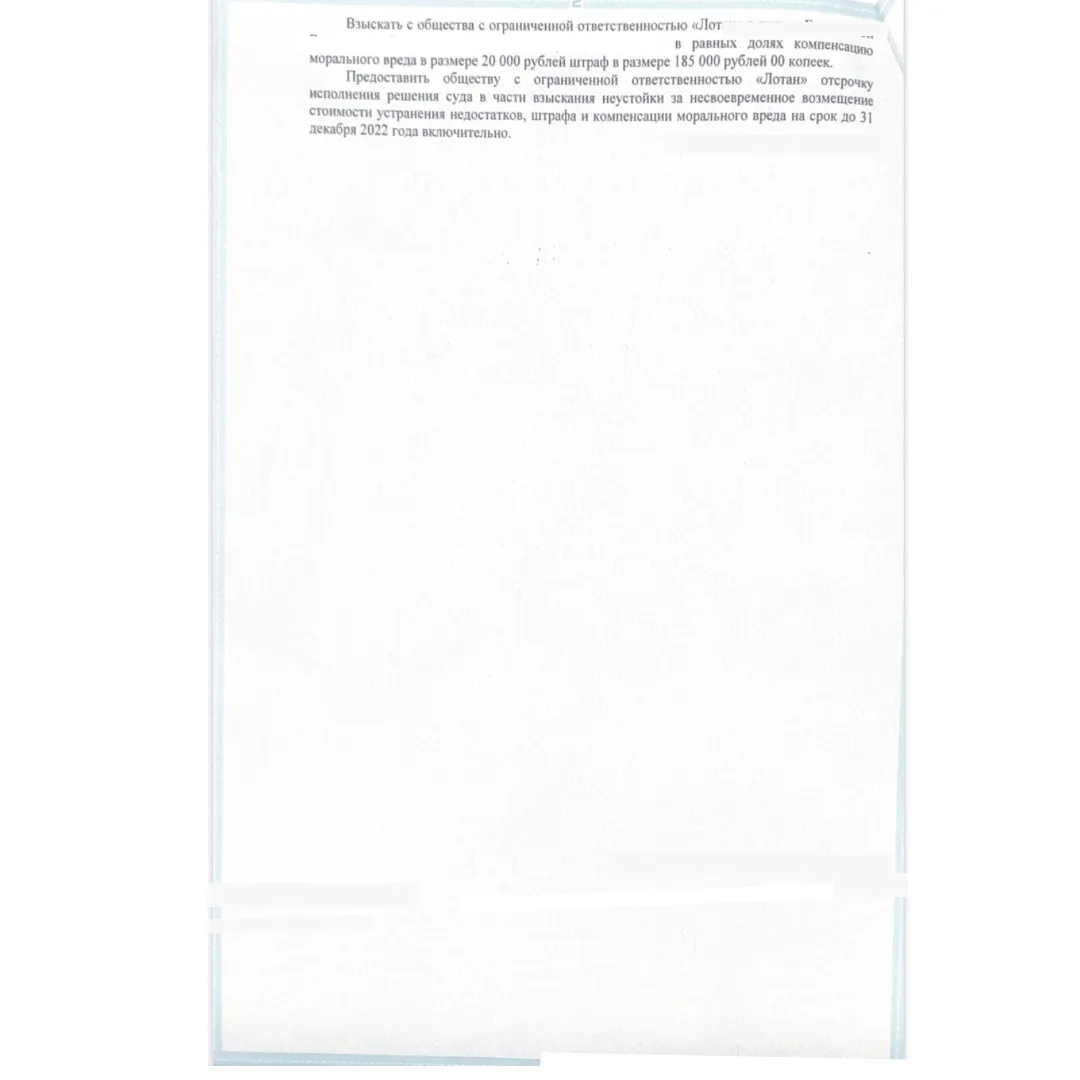 Взыскать с общества с ограниченной ответственностью «Лот
в равных долях компенсацию
морального вреда в размере 20 000 рублей штраф в размере 185 000 рублей 00 копеек.
Предоставить обществу с ограниченной ответственностью «Лотан» отсрочку
исполнения решения суда в части взыскания неустойки за несвоевременное возмещение
стоимости устранения недостатков, штрафа и компенсации морального вреда на срок до 31
декабря 2022 года включительно.